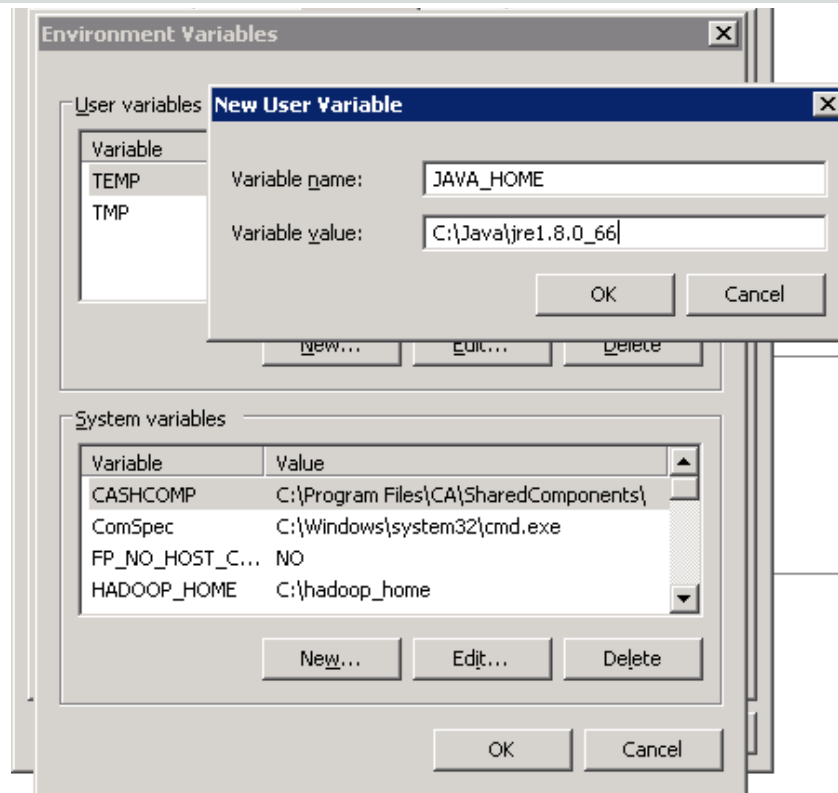 Environment Variables
User variables
New User Variable
Variable
TEMP
TMP
Variable name:
JAVA_HOME
Variable value:
C:\Java\jre1.8.0_66
OK
Cancel
New...
Edit...
Delete
System variables
Variable
Value
CASHCOMP
C:\Program Files\CA\SharedComponents\
ComSpec
C:\Windows\system32\cmd.exe
FP_NO_HOST_C...
NO
HADOOP_HOME
C:\hadoop_home
New...
Edit...
Delete
OK
Cancel